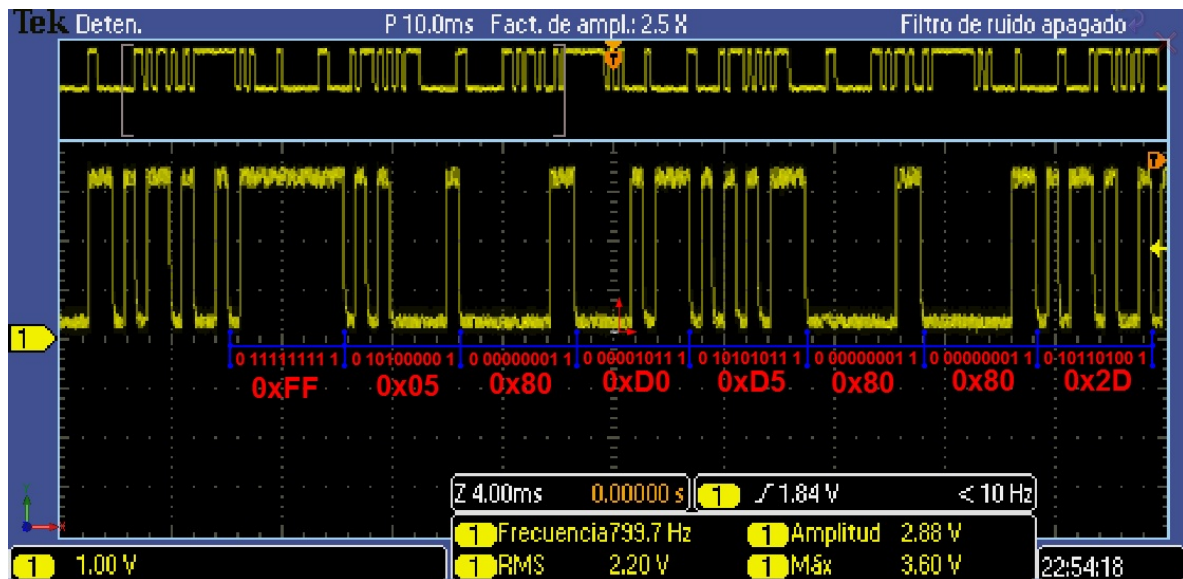 Tek Deten. P 10.0ms Fact. de ampl.: 2.5 X Filtro de ruido apagado
T
T
1
0 11111111 1 0 10100000 1 0 00000001 1 0 00001011 1 0 10101011 1 0 00000001 1 0 00000001 1 0 10110100 1
0xFF 0x05 0x80 0xD0 0xD5 0x80 0x80 0x2D
Z 4.00ms 0.00000 s 1 1.84 V < 10 Hz
1 Frecuencia799.7 Hz 1 Amplitud 2.88 V
1 1.00 V 1 RMS 2.20 V 1 Máx 3.60 V 22:54:18